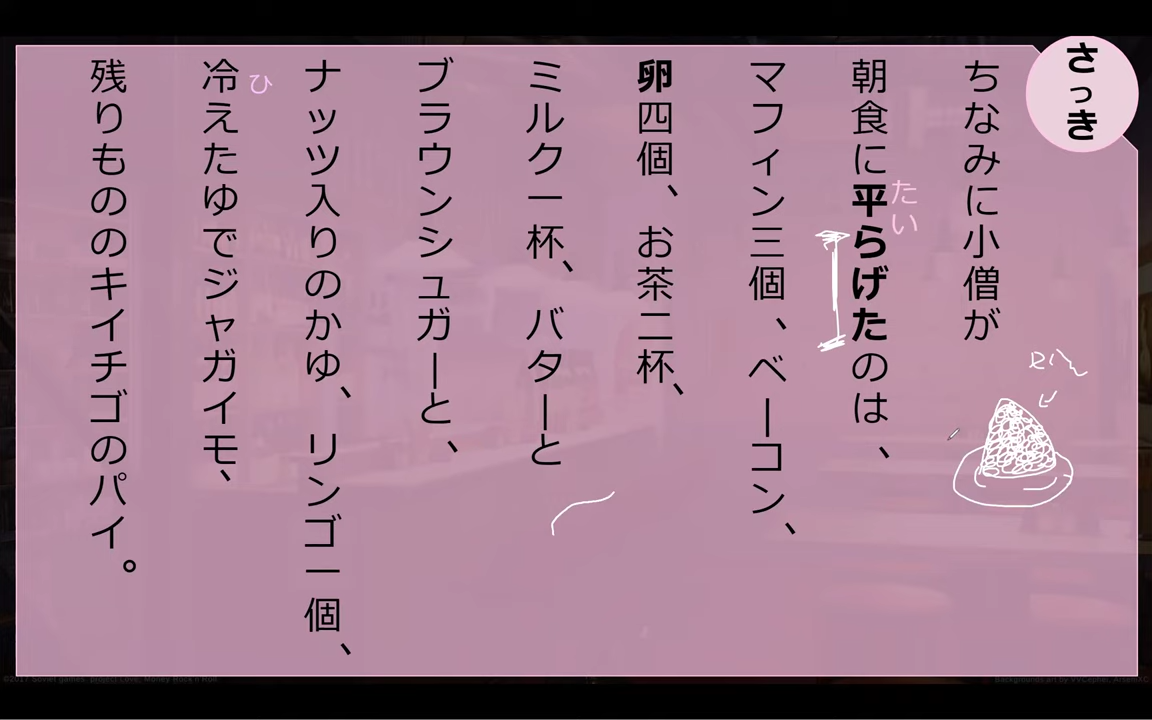 さっき
ちなみに小僧が
朝食に平らげたのは、
たい
マフィン三個、ベーコン、
卵四個、お茶二杯、
ミルク一杯、バターと
ブラウンシュガーと、
ナッツ入りのかゆ、リンゴ一個、
冷えたゆでジャガイモ、
ひ
残りもののキイチゴのパイ。